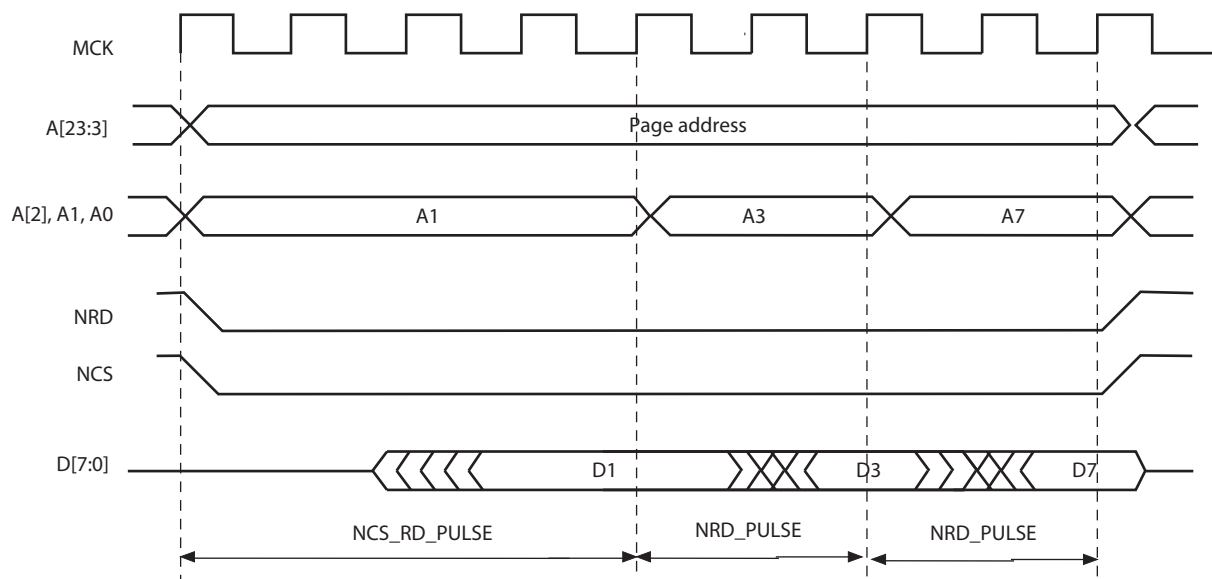 MCK
A[23:3]
Page address
A[2], A1, A0
A1
A3
A7
NRD
NCS
D[7:0]
D1
D3
D7
NCS_RD_PULSE
NRD_PULSE
NRD_PULSE